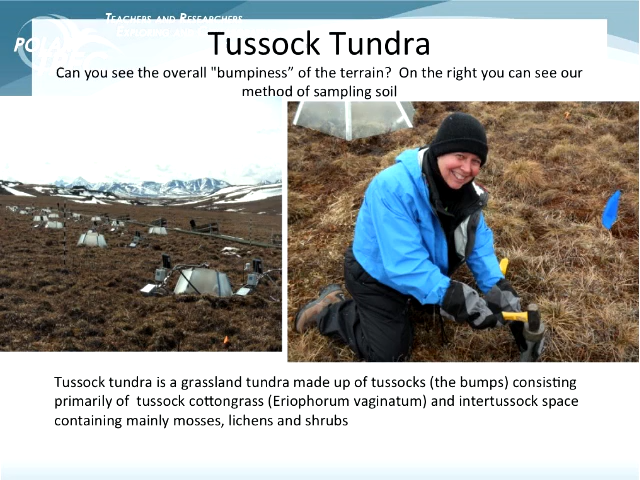 TEACHERS AND RESEARCHERS
Tussock Tundra
Can you see the overall "bumpiness” of the terrain?  On the right you can see our
method of sampling soil
Tussock tundra is a grassland tundra made up of tussocks (the bumps) consisting
primarily of  tussock cottongrass (Eriophorum vaginatum) and intertussock space
containing mainly mosses, lichens and shrubs